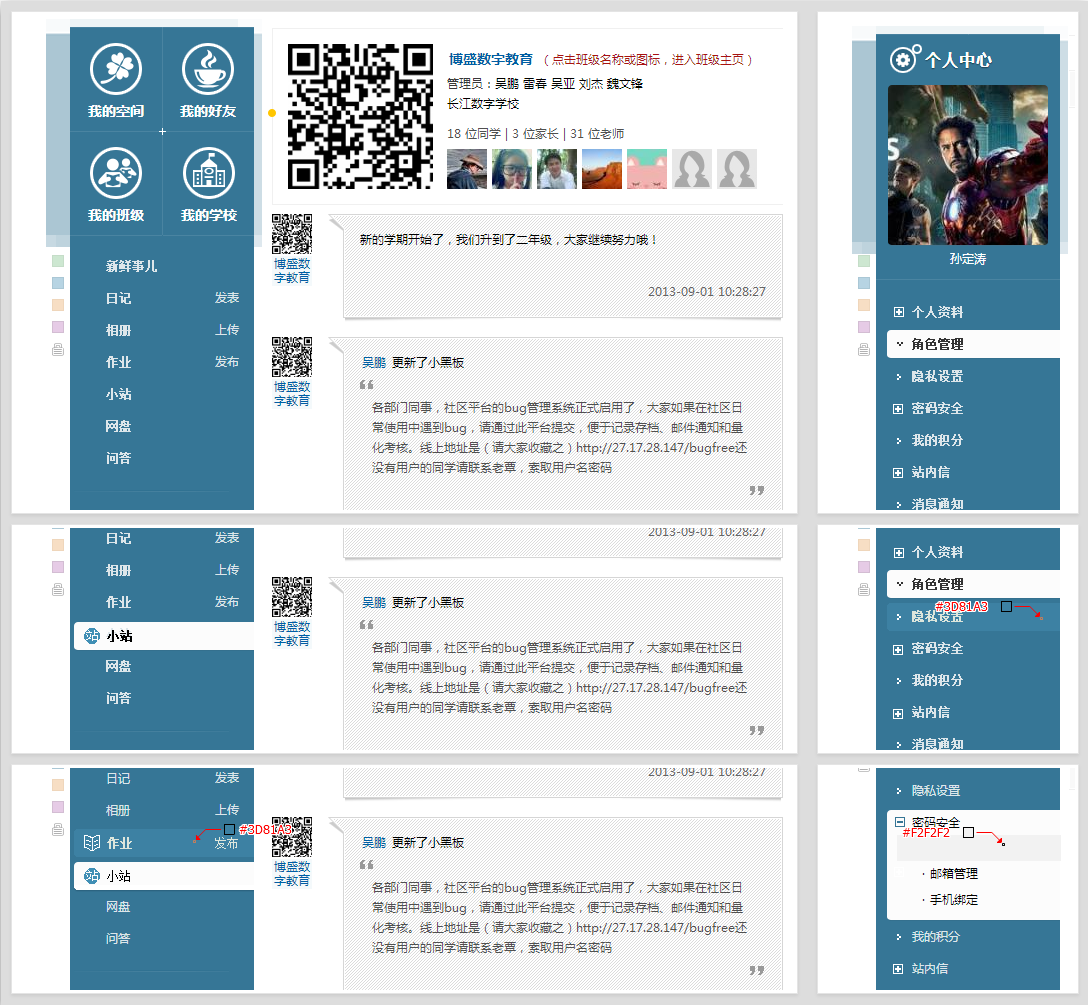 我的空间
我的好友
我的班级
我的学校
新鲜事儿
日记 发表
相册 上传
作业 发布
小站
网盘
问答
博盛数字教育 （点击班级名称或图标，进入班级主页）
管理员：吴鹏 雷春 吴亚 刘杰 魏文锋
长江数字学校
18 位同学 | 3 位家长 | 31 位老师
博盛数
字教育
新的学期开始了，我们升到了二年级，大家继续努力哦！
2013-09-01 10:28:27
博盛数
字教育
吴鹏 更新了小黑板
各部门同事，社区平台的bug管理系统正式启用了，大家如果在社区日
常使用中遇到bug，请通过此平台提交，便于记录存档、邮件通知和量
化考核。线上地址是（请大家收藏之）http://27.17.28.147/bugfree还
没有用户的同学请联系老覃，索取用户名密码
个人中心
S
孙定涛
个人资料
角色管理
隐私设置
密码安全
我的积分
站内信
消息通知
日记 发表
相册 上传
作业 发布
站 小站
网盘
问答
2013-09-01 10:28:27
博盛数
字教育
吴鹏 更新了小黑板
各部门同事，社区平台的bug管理系统正式启用了，大家如果在社区日
常使用中遇到bug，请通过此平台提交，便于记录存档、邮件通知和量
化考核。线上地址是（请大家收藏之）http://27.17.28.147/bugfree还
没有用户的同学请联系老覃，索取用户名密码
个人资料
角色管理
#3D81A3
隐私设置
密码安全
我的积分
站内信
消息通知
日记 发表
相册 上传
#3D81A3
作业 发布
站 小站
网盘
问答
2013-09-01 10:28:27
博盛数
字教育
吴鹏 更新了小黑板
各部门同事，社区平台的bug管理系统正式启用了，大家如果在社区日
常使用中遇到bug，请通过此平台提交，便于记录存档、邮件通知和量
化考核。线上地址是（请大家收藏之）http://27.17.28.147/bugfree还
没有用户的同学请联系老覃，索取用户名密码
隐私设置
密码安全
#F2F2F2
· 邮箱管理
· 手机绑定
我的积分
站内信